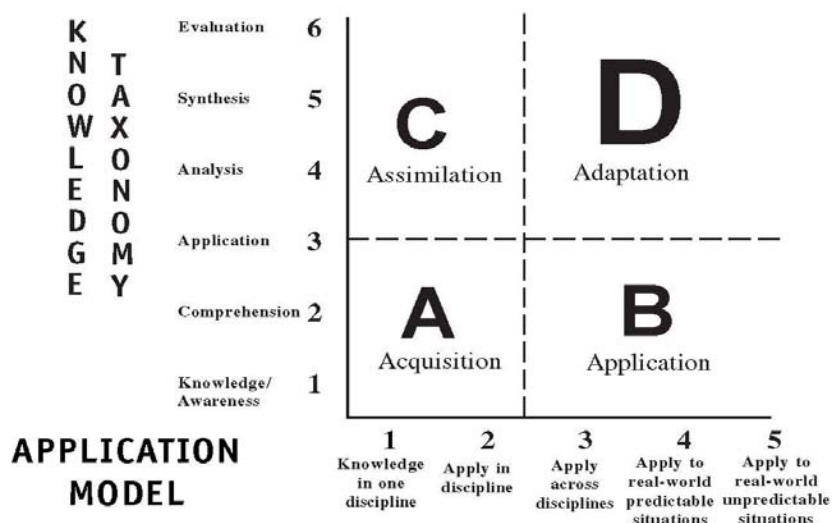 KNOWLEDGE
TAXONOMY
Evaluation 6
Synthesis 5
Analysis 4
Application 3
Comprehension 2
Knowledge/
Awareness 1
C
Assimilation
D
Adaptation
A
Acquisition
B
Application
APPLICATION
MODEL
1
Knowledge
in one
discipline
2
Apply in
discipline
3
Apply
across
disciplines
4
Apply to
real-world
predictable
situations
5
Apply to
real-world
unpredictable
situations